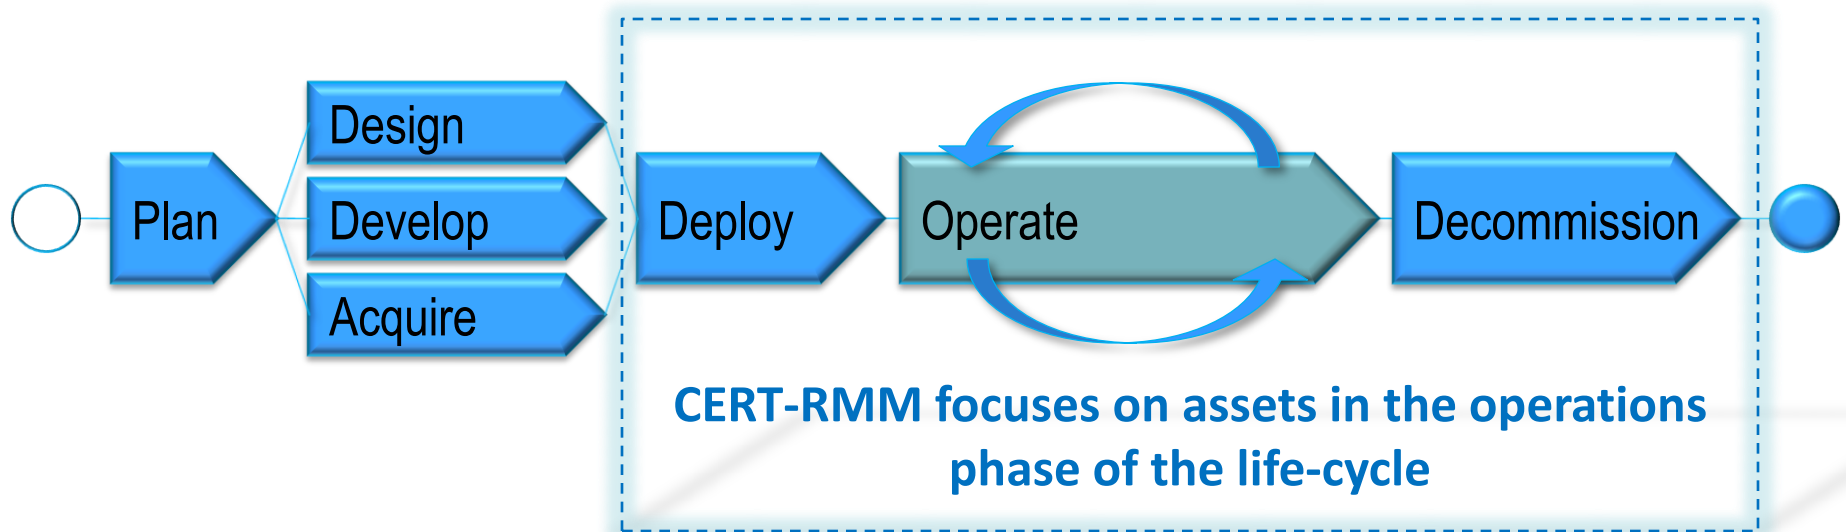 Plan
Design
Develop
Acquire
Deploy
Operate
Decommission
CERT-RMM focuses on assets in the operations
phase of the life-cycle